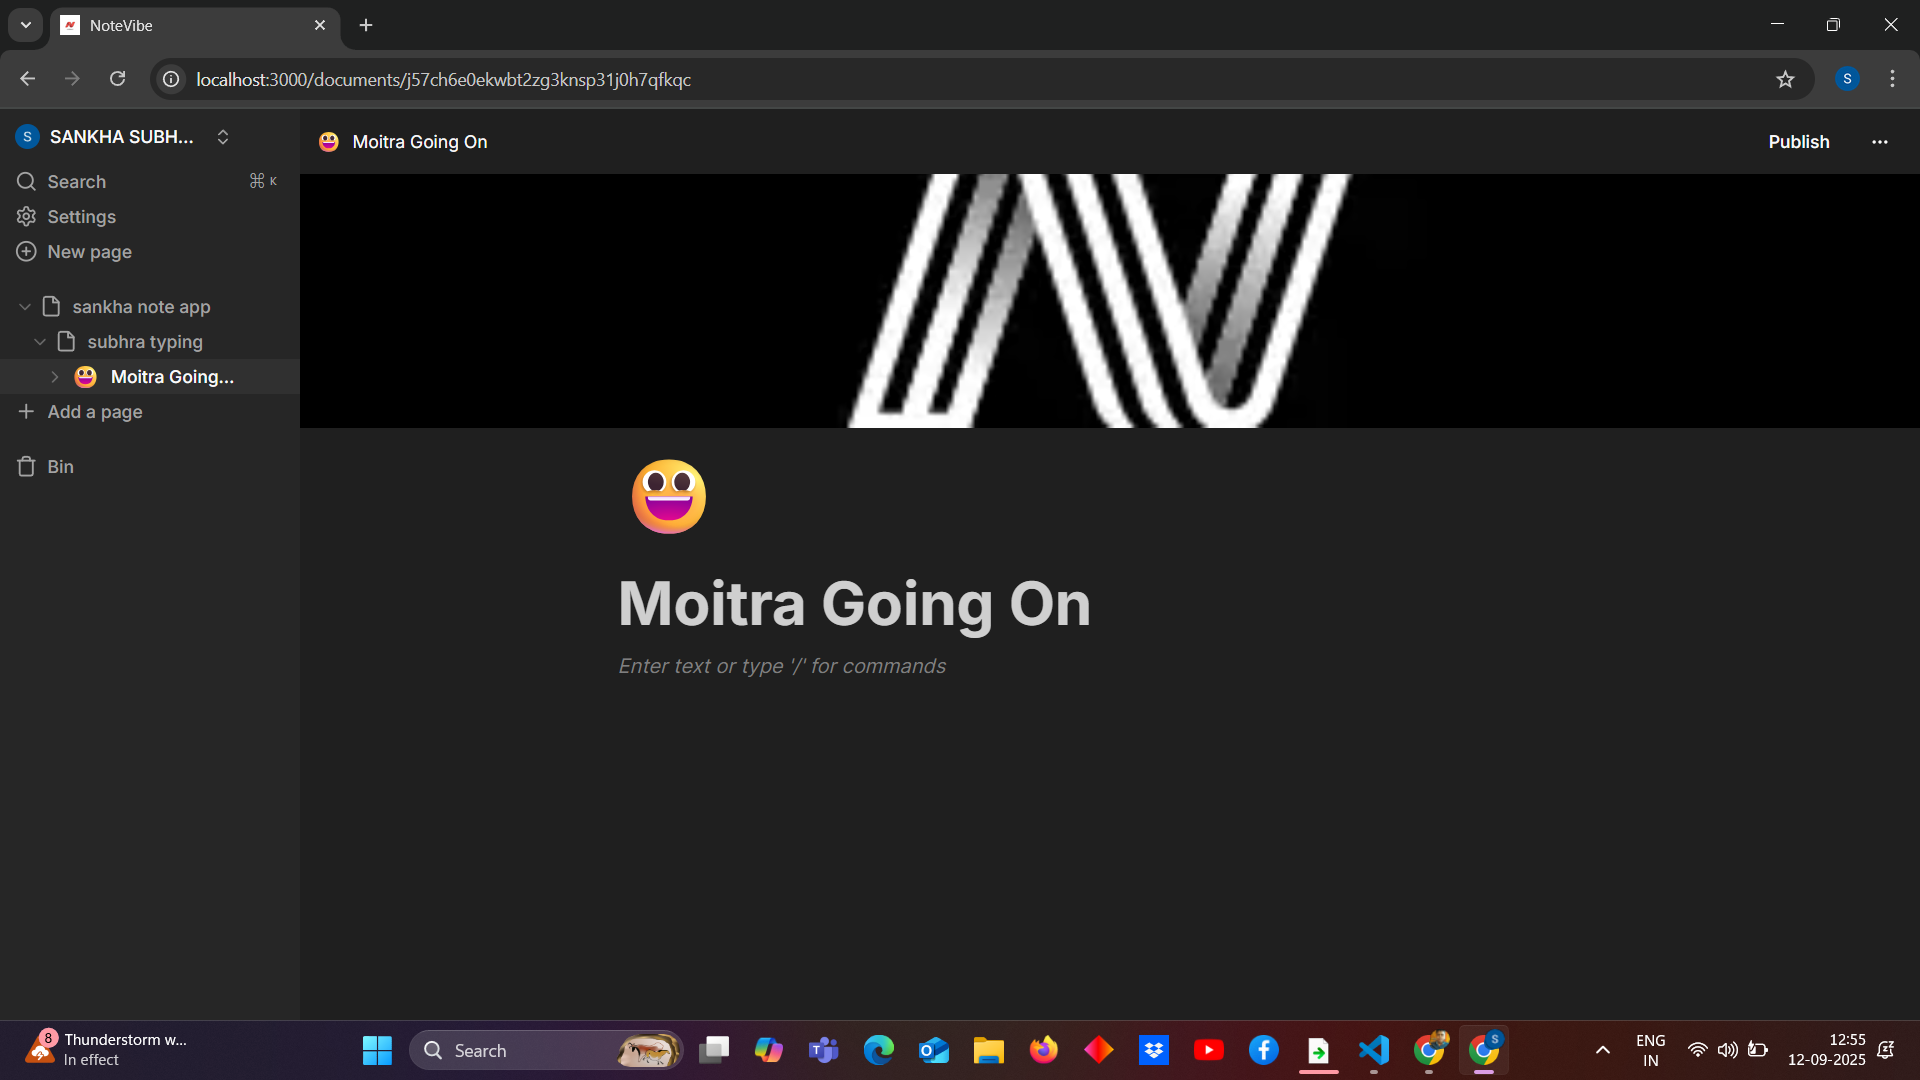 NoteVibe
localhost:3000/documents/j57ch6e0ekwbt2zg3knsp31j0h7qfkqc
S
S SANKHA SUBH...
Search ⌘ K
Settings
New page
sankha note app
subhra typing
Moitra Going...
Add a page
Bin
Moitra Going On
Publish
Moitra Going On
Enter text or type '/' for commands
8
Thunderstorm w...
In effect
Search
S
ENG
IN
12:55
12-09-2025